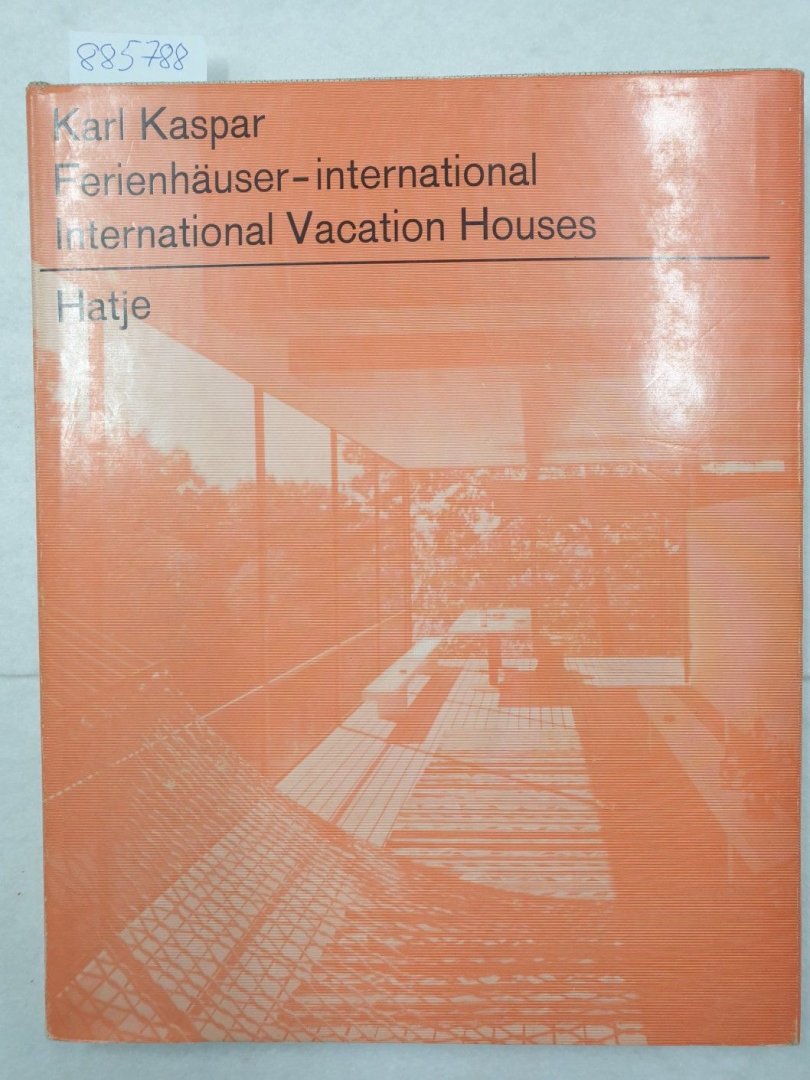 885788
Karl Kaspar
Ferienhäuser-international
International Vacation Houses
Hatje